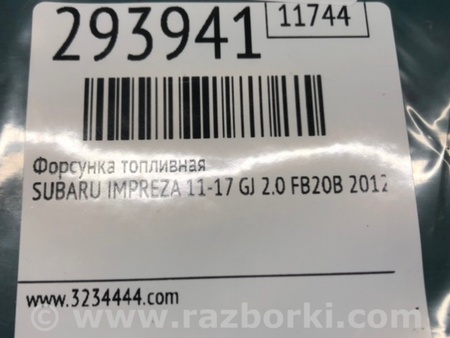 293941
11744
Форсунка топливная
SUBARU IMPREZA 11-17 GJ 2.0 FB20B 2012
www.3234444.com
www.razborki.com